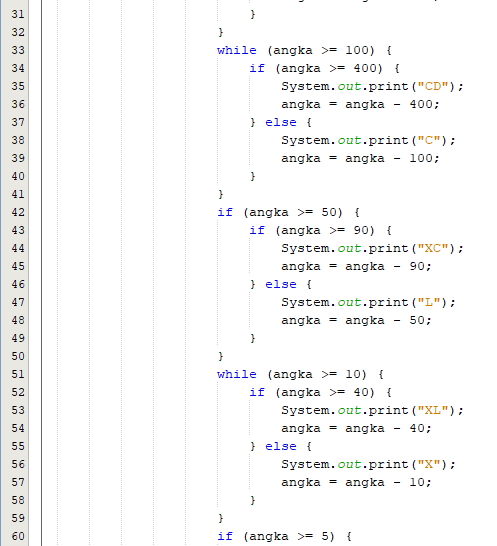 31 }
32 }
33 while (angka >= 100) {
34 if (angka >= 400) {
35 System.out.print("CD");
36 angka = angka - 400;
37 } else {
38 System.out.print("C");
39 angka = angka - 100;
40 }
41 }
42 if (angka >= 50) {
43 if (angka >= 90) {
44 System.out.print("XC");
45 angka = angka - 90;
46 } else {
47 System.out.print("L");
48 angka = angka - 50;
49 }
50 }
51 while (angka >= 10) {
52 if (angka >= 40) {
53 System.out.print("XL");
54 angka = angka - 40;
55 } else {
56 System.out.print("X");
57 angka = angka - 10;
58 }
59 }
60 if (angka >= 5) {